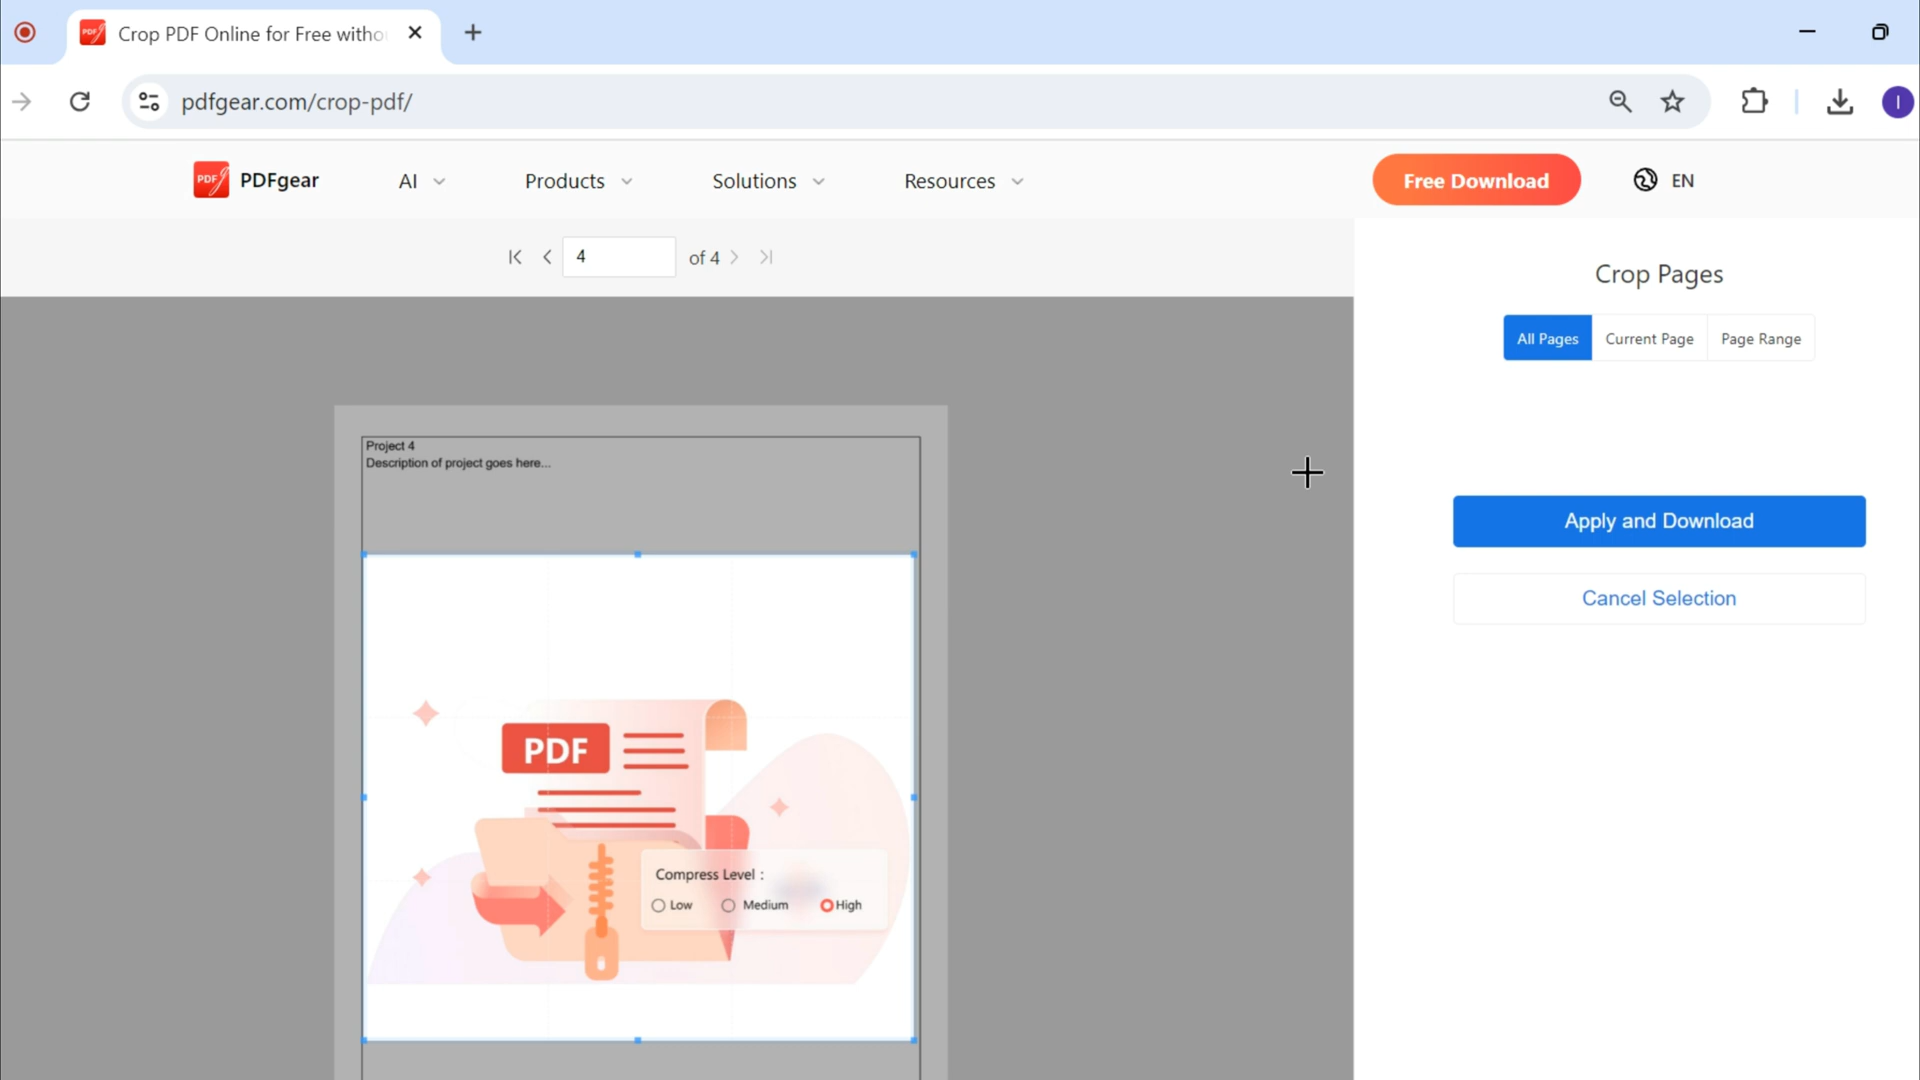 Crop PDF Online for Free witho
pdfgear.com/crop-pdf/
I
PDF PDFgear
AI
Products
Solutions
Resources
Free Download
EN
4 of 4
Crop Pages
All Pages
Current Page
Page Range
Project 4
Description of project goes here...
Apply and Download
Cancel Selection
PDF
Compress Level :
Low
Medium
High